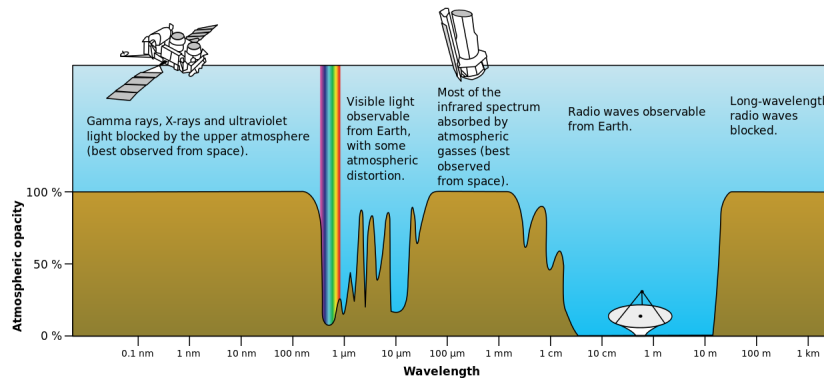 Gamma rays, X-rays and ultraviolet
light blocked by the upper atmosphere
(best observed from space).
Visible light
observable
from Earth,
with some
atmospheric
distortion.
Most of the
infrared spectrum
absorbed by
atmospheric
gasses (best
observed
from space).
Radio waves observable
from Earth.
Long-wavelength
radio waves
blocked.
Atmospheric opacity
100 %
50 %
0 %
0.1 nm
1 nm
10 nm
100 nm
1 μm
10 μm
100 μm
1 mm
1 cm
10 cm
1 m
10 m
100 m
1 km
Wavelength